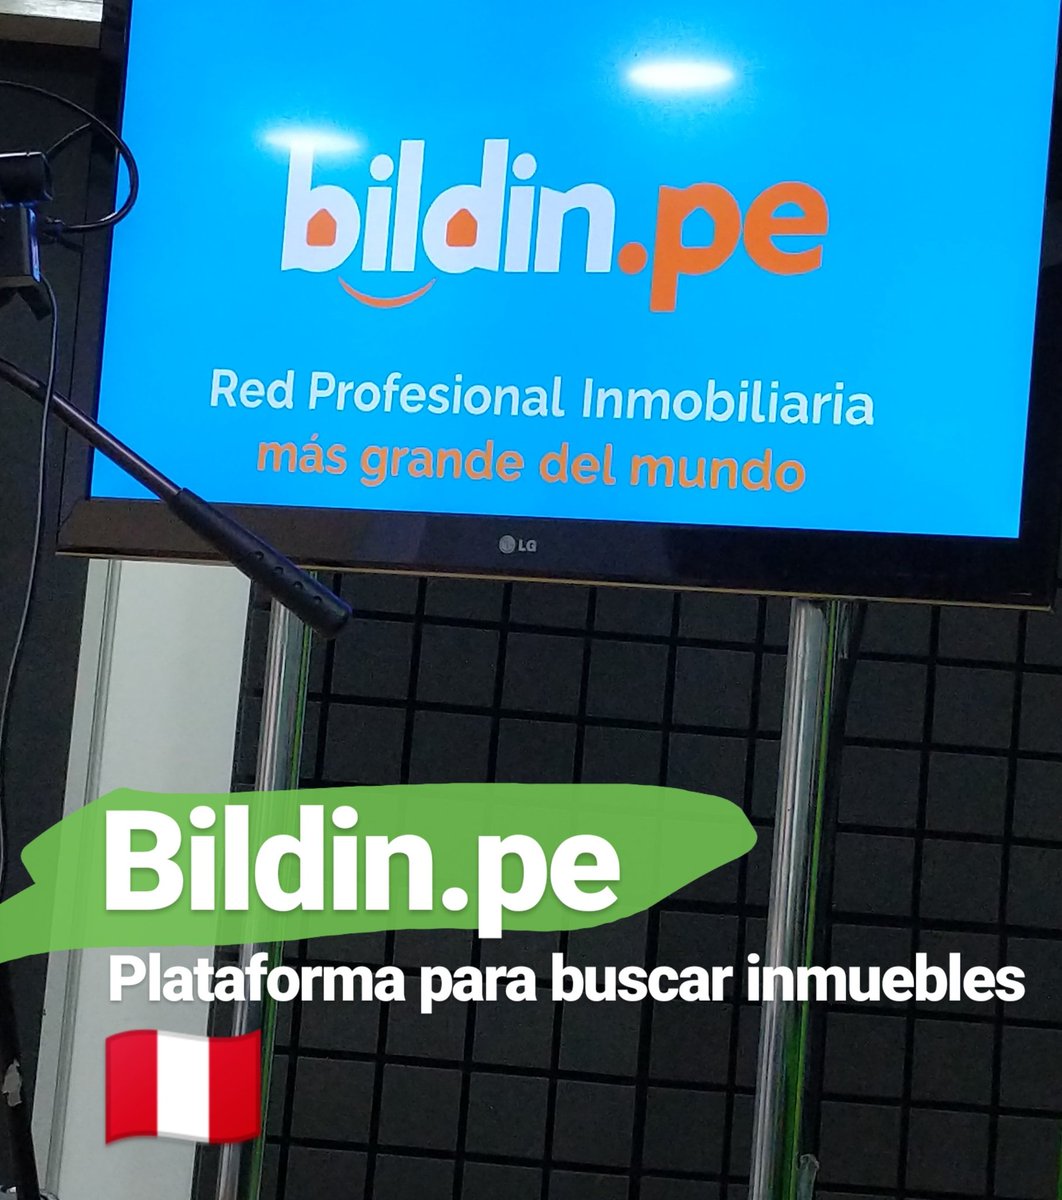 bildin.pe
Red Profesional Inmobiliaria
más grande del mundo
LG
Bildin.pe
Plataforma para buscar inmuebles